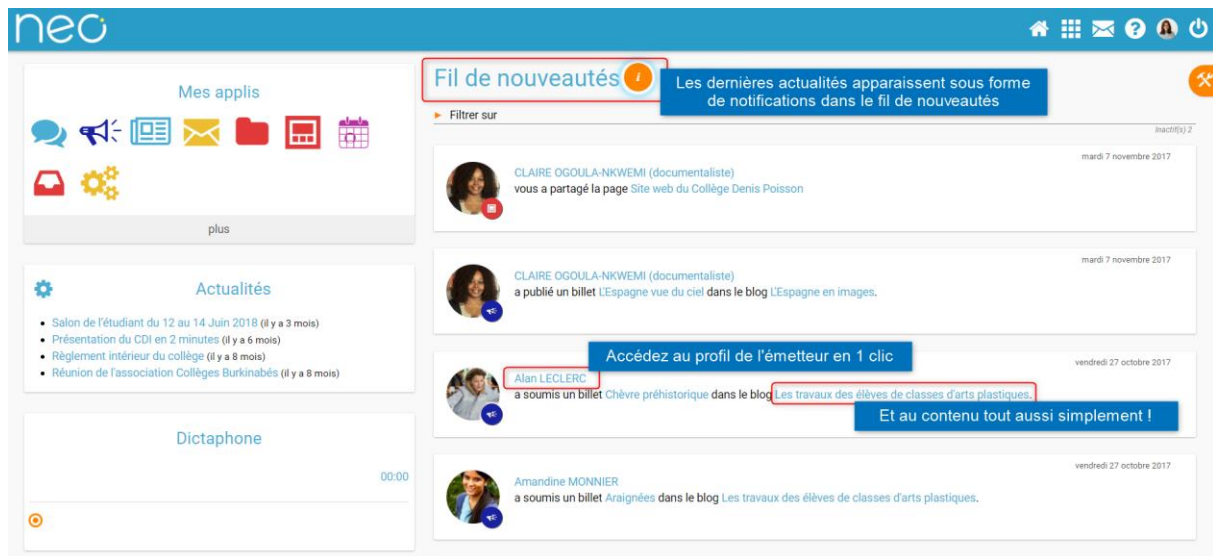 neo
Mes applis
plus
Actualités
Salon de l'étudiant du 12 au 14 Juin 2018 (il y a 3 mois)
Présentation du CDI en 2 minutes (il y a 6 mois)
Règlement intérieur du collège (il y a 8 mois)
Réunion de l'association Collèges Burkinabés (il y a 8 mois)
Dictaphone
00:00
Fil de nouveautés i
Les dernières actualités apparaissent sous forme
de notifications dans le fil de nouveautés
Filtrer sur
Inactif(s) 2
mardi 7 novembre 2017
CLAIRE OGOULA-NKWEMI (documentaliste)
vous a partagé la page Site web du Collège Denis Poisson
mardi 7 novembre 2017
CLAIRE OGOULA-NKWEMI (documentaliste)
a publié un billet L'Espagne vue du ciel dans le blog L'Espagne en images.
Accédez au profil de l'émetteur en 1 clic
vendredi 27 octobre 2017
Alan LECLERC
a soumis un billet Chèvre préhistorique dans le blog Les travaux des élèves de classes d'arts plastiques.
Et au contenu tout aussi simplement !
vendredi 27 octobre 2017
Amandine MONNIER
a soumis un billet Araignées dans le blog Les travaux des élèves de classes d'arts plastiques.